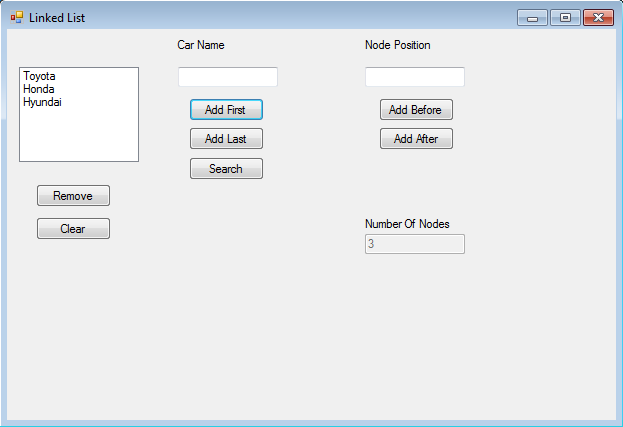 Linked List
Car Name
Node Position
Toyota
Honda
Hyundai
Add First
Add Before
Add Last
Add After
Search
Remove
Clear
Number Of Nodes
3